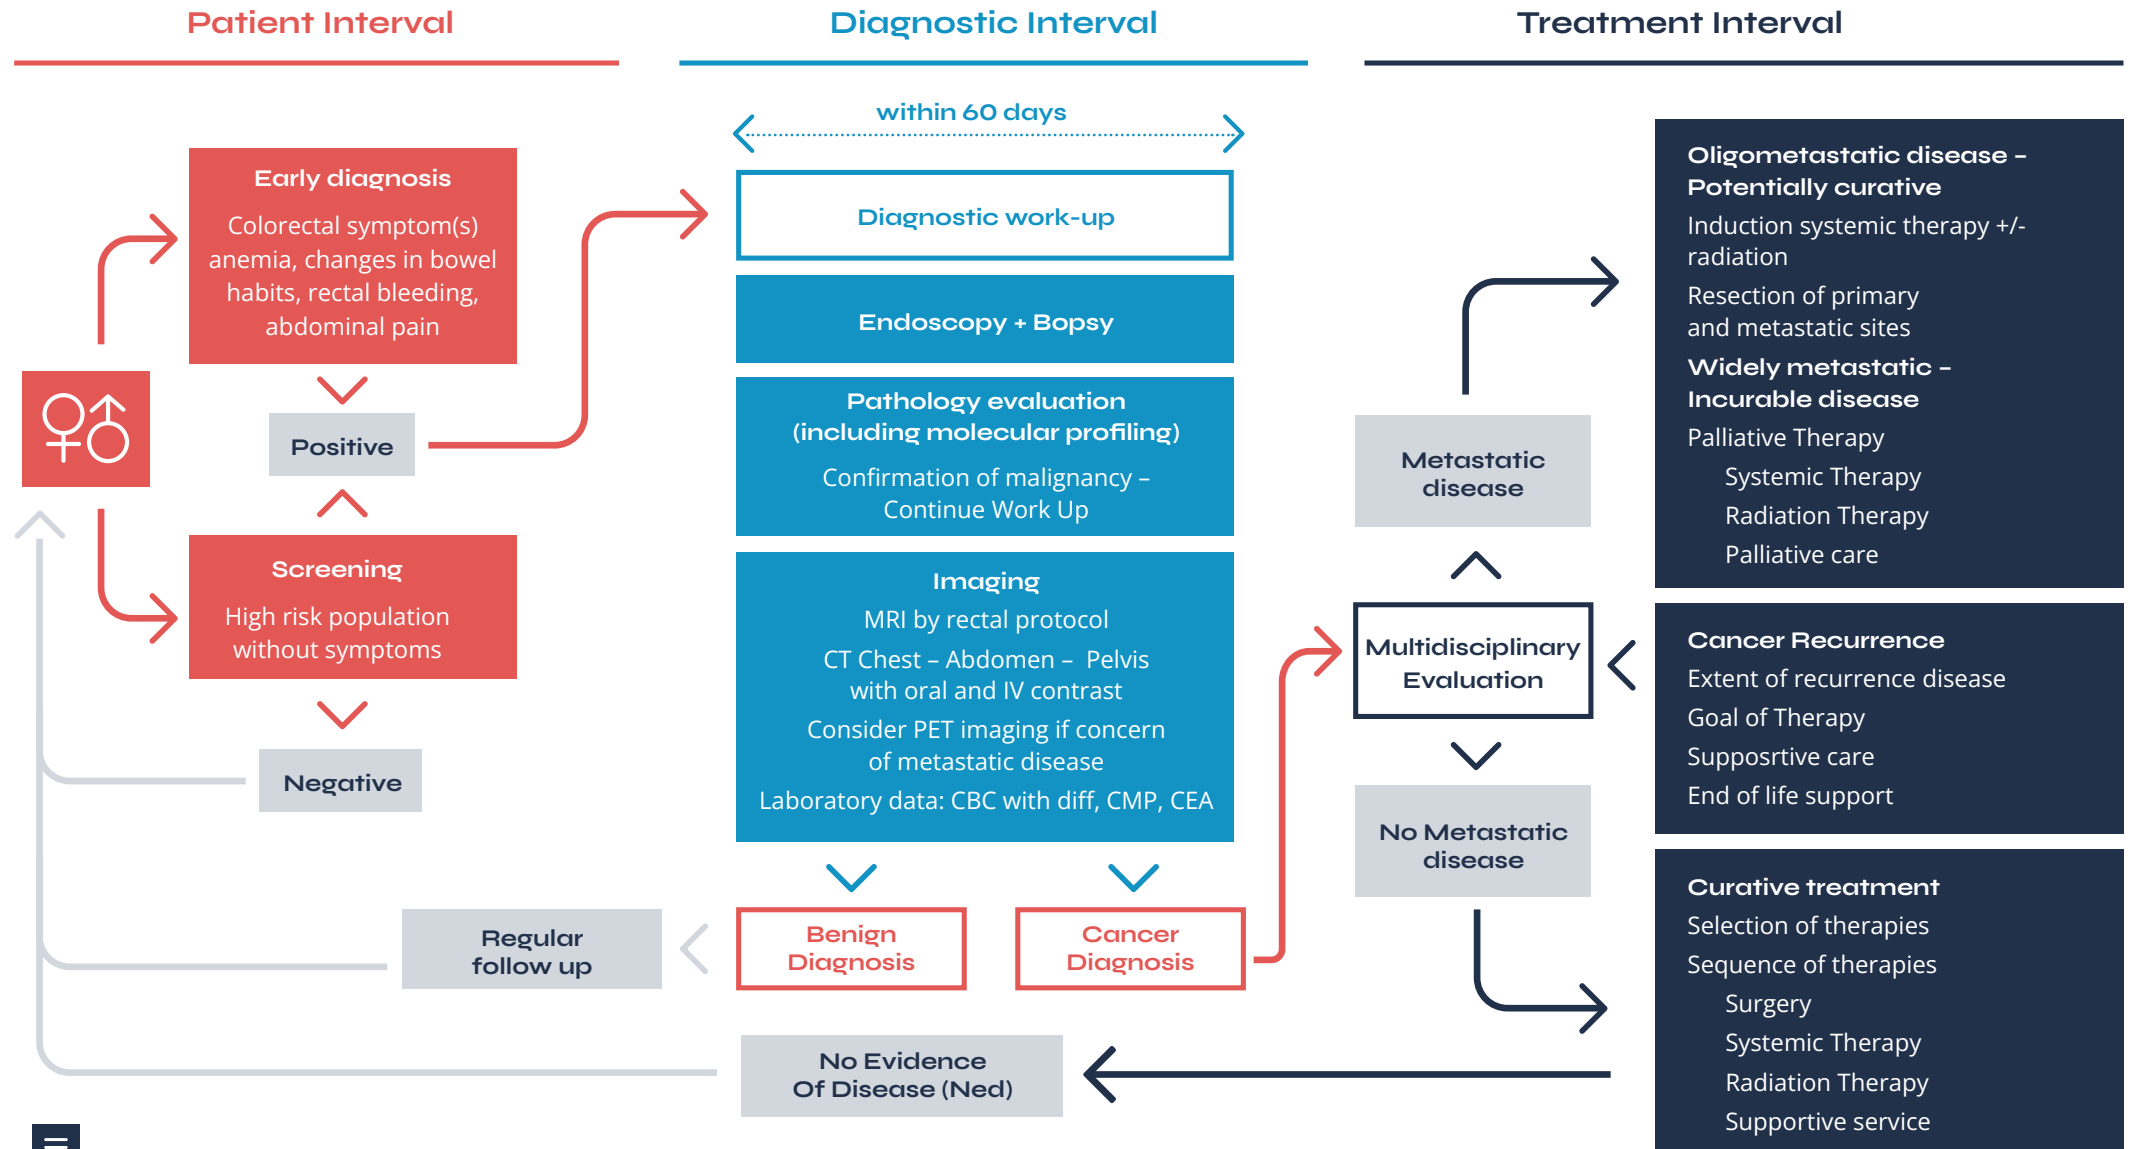 Patient Interval
Diagnostic Interval
Treatment Interval
Early diagnosis
Colorectal symptom(s)
anemia, changes in bowel
habits, rectal bleeding,
abdominal pain
Positive
Screening
High risk population
without symptoms
Negative
within 60 days
Diagnostic work-up
Endoscopy + Bopsy
Pathology evaluation
(including molecular profiling)
Confirmation of malignancy –
Continue Work Up
Imaging
MRI by rectal protocol
CT Chest – Abdomen – Pelvis
with oral and IV contrast
Consider PET imaging if concern
of metastatic disease
Laboratory data: CBC with diff, CMP, CEA
Regular
follow up
Benign
Diagnosis
Cancer
Diagnosis
No Evidence
Of Disease (Ned)
Metastatic
disease
Multidisciplinary
Evaluation
No Metastatic
disease
Oligometastatic disease –
Potentially curative
Induction systemic therapy +/-
radiation
Resection of primary
and metastatic sites
Widely metastatic –
Incurable disease
Palliative Therapy
Systemic Therapy
Radiation Therapy
Palliative care
Cancer Recurrence
Extent of recurrence disease
Goal of Therapy
Supposrtive care
End of life support
Curative treatment
Selection of therapies
Sequence of therapies
Surgery
Systemic Therapy
Radiation Therapy
Supportive service